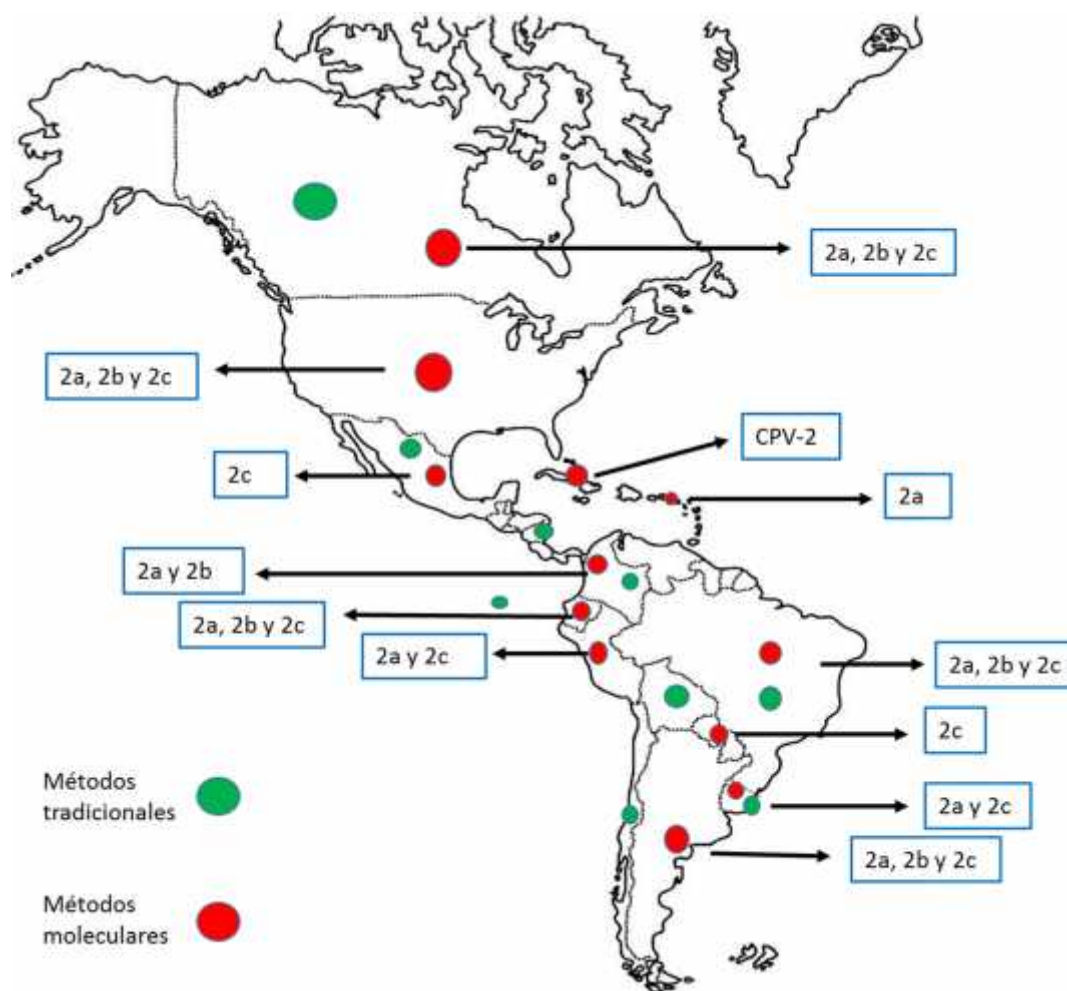 2a, 2b y 2c
2a, 2b y 2c
CPV-2
2c
2a
2a y 2b
2a, 2b y 2c
2a y 2c
2a, 2b y 2c
2c
2a y 2c
2a, 2b y 2c
Métodos
tradicionales
Métodos
moleculares